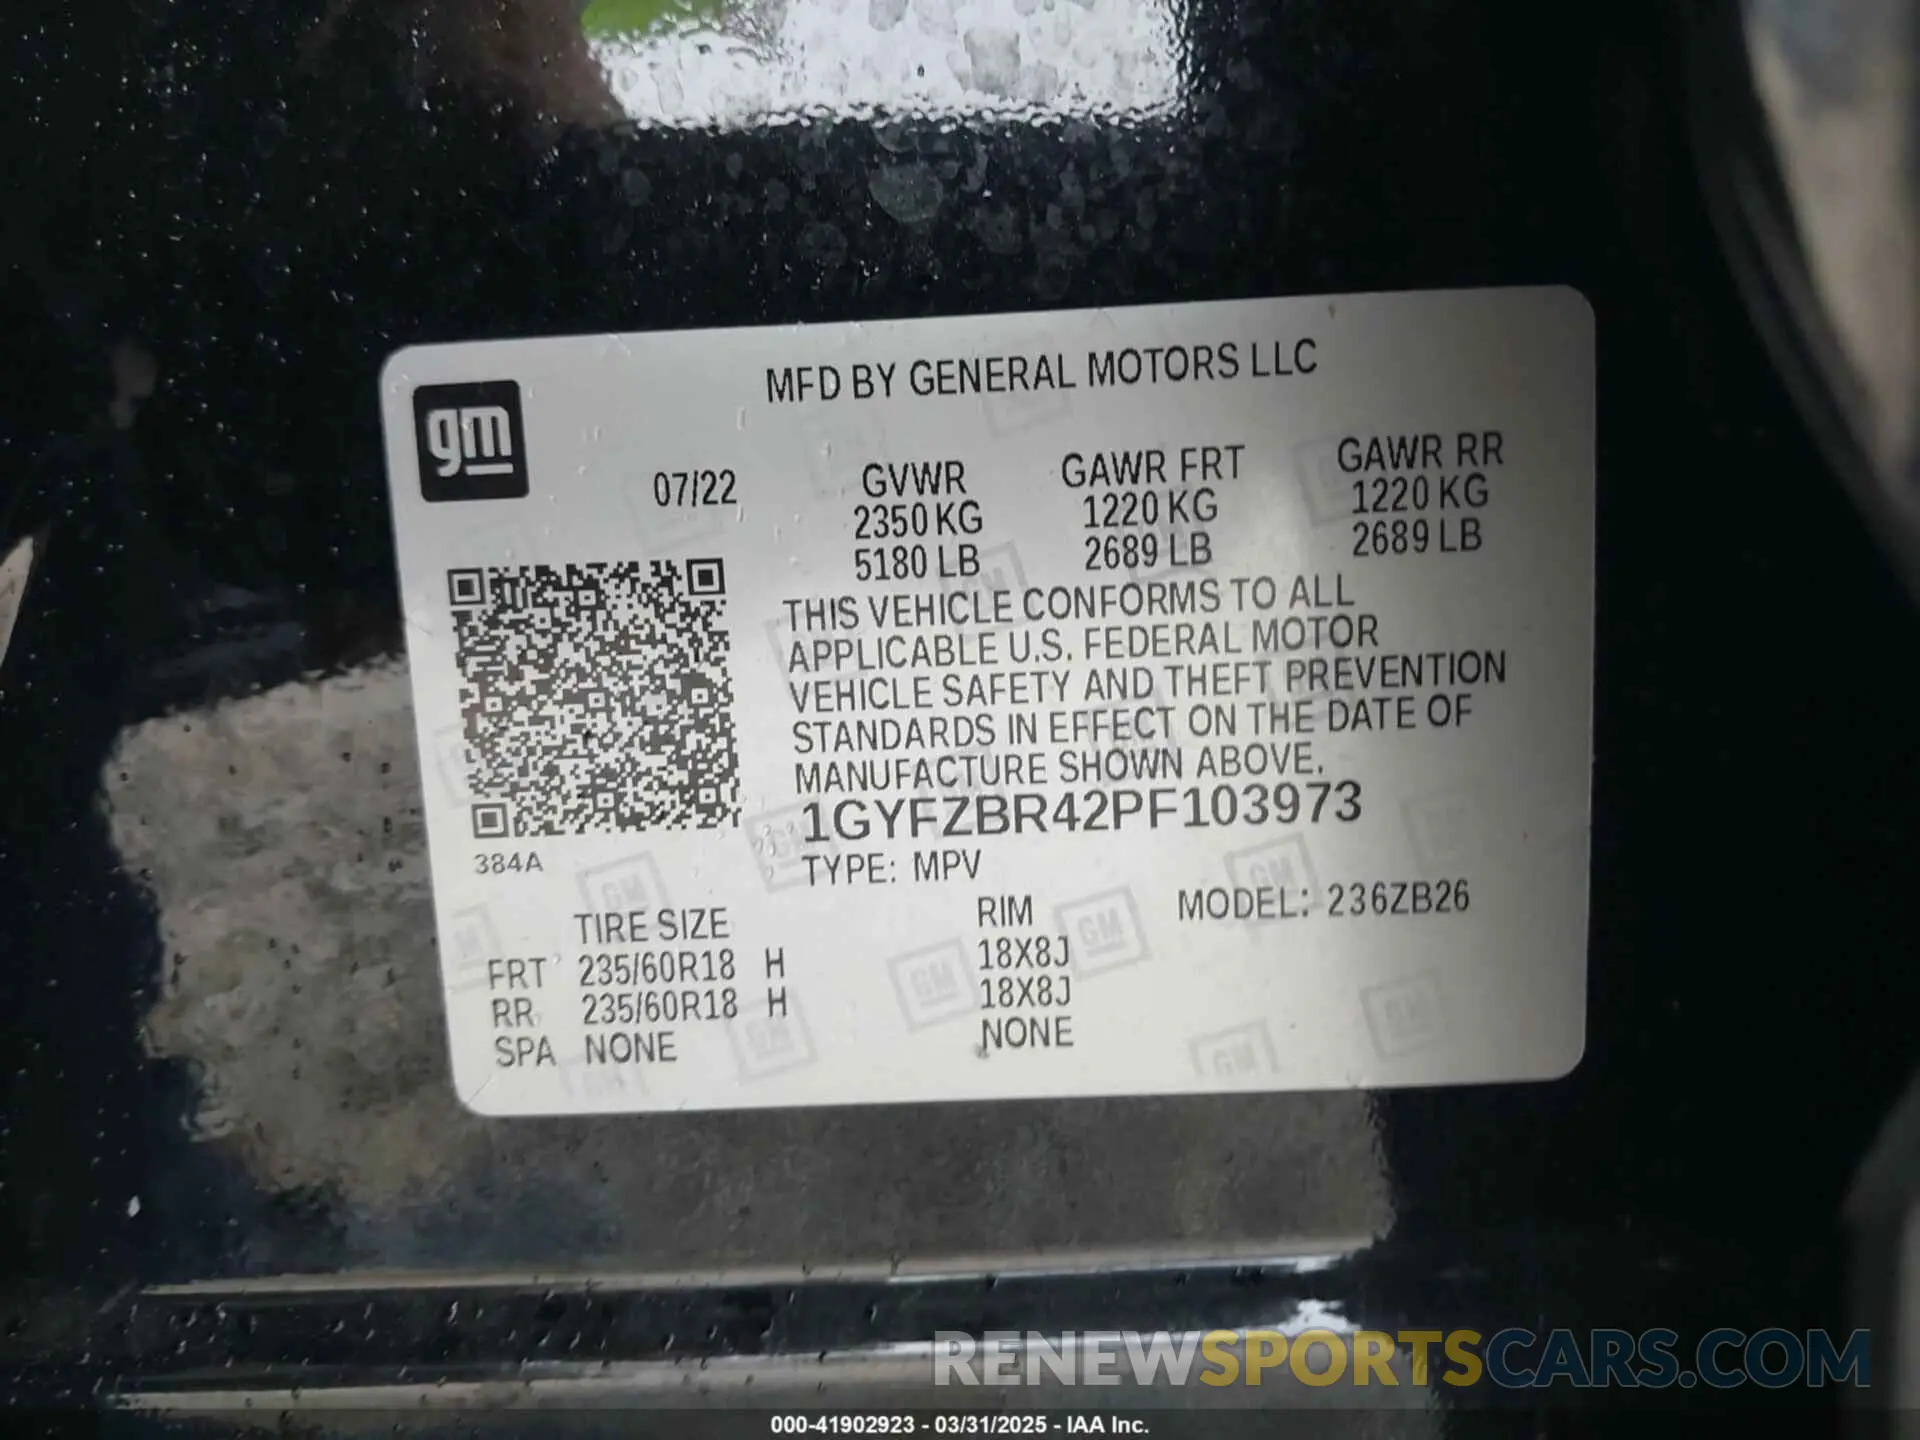 MFD BY GENERAL MOTORS LLC
gm
07/22
GVWR GAWR FRT GAWR RR
2350 KG 1220 KG 1220 KG
5180 LB 2689 LB 2689 LB
THIS VEHICLE CONFORMS TO ALL
APPLICABLE U.S. FEDERAL MOTOR
VEHICLE SAFETY AND THEFT PREVENTION
STANDARDS IN EFFECT ON THE DATE OF
MANUFACTURE SHOWN ABOVE.
1GYFZBR42PF103973
384A
TYPE: MPV
MODEL: 236ZB26
TIRE SIZE RIM
FRT 235/60R18 H 18X8J
RR 235/60R18 H 18X8J
SPA NONE NONE
RENEWSPORTSCARS.COM
000-41902923 - 03/31/2025 - IAA Inc.